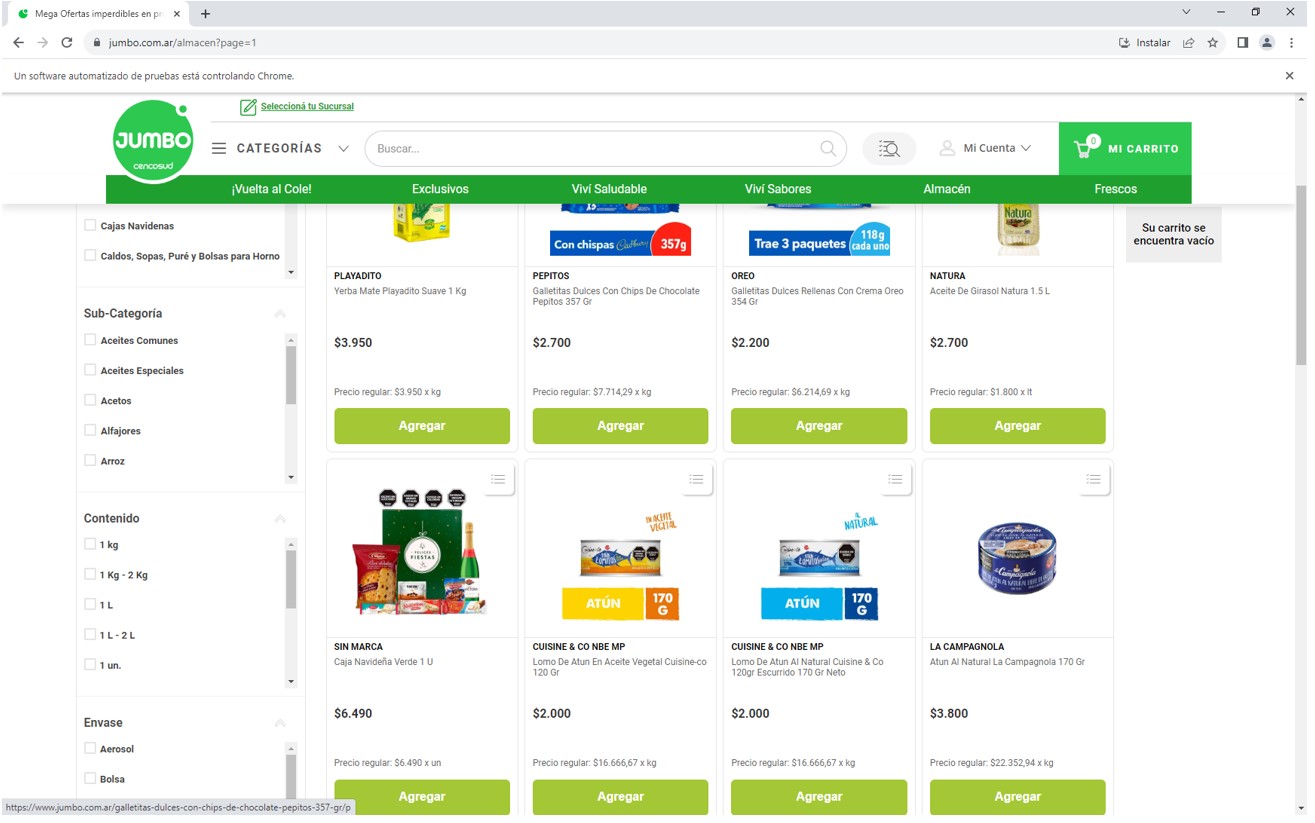 Mega Ofertas imperdibles en pr
jumbo.com.ar/almacen?page=1
Instalar
Un software automatizado de pruebas está controlando Chrome.
Seleccioná tu Sucursal
JUMBO
cencosud
CATEGORÍAS
Buscar...
Mi Cuenta
0
MI CARRITO
¡Vuelta al Cole!
Exclusivos
Viví Saludable
Viví Sabores
Almacén
Frescos
Su carrito se
encuentra vacío
Cajas Navidenas
Caldos, Sopas, Puré y Bolsas para Horno
Sub-Categoría
Aceites Comunes
Aceites Especiales
Acetos
Alfajores
Arroz
Contenido
1 kg
1 Kg - 2 Kg
1 L
1 L - 2 L
1 un.
Envase
Aerosol
Bolsa
PLAYADITO
Yerba Mate Playadito Suave 1 Kg
$3.950
Precio regular: $3.950 x kg
Agregar
Con chispas Cadbury 357g
PEPITOS
Galletitas Dulces Con Chips De Chocolate
Pepitos 357 Gr
$2.700
Precio regular: $7.714,29 x kg
Agregar
Trae 3 paquetes
118g
cada uno
OREO
Galletitas Dulces Rellenas Con Crema Oreo
354 Gr
$2.200
Precio regular: $6.214,69 x kg
Agregar
Natura
NATURA
Aceite De Girasol Natura 1.5 L
$2.700
Precio regular: $1.800 x lt
Agregar
FELICES
FIESTAS
SIN MARCA
Caja Navideña Verde 1 U
$6.490
Precio regular: $6.490 x un
Agregar
EN ACEITE
VEGETAL
LOMITOS
ATÚN
170
G
CUISINE & CO NBE MP
Lomo De Atun En Aceite Vegetal Cuisine-co
120 Gr
$2.000
Precio regular: $16.666,67 x kg
Agregar
AL
NATURAL
LOMITOS
ATÚN
170
G
CUISINE & CO NBE MP
Lomo De Atun Al Natural Cuisine & Co
120gr Escurrido 170 Gr Neto
$2.000
Precio regular: $16.666,67 x kg
Agregar
La Campagnola
LA CAMPAGNOLA
Atun Al Natural La Campagnola 170 Gr
$3.800
Precio regular: $22.352,94 x kg
Agregar
https://www.jumbo.com.ar/galletitas-dulces-con-chips-de-chocolate-pepitos-357-gr/p